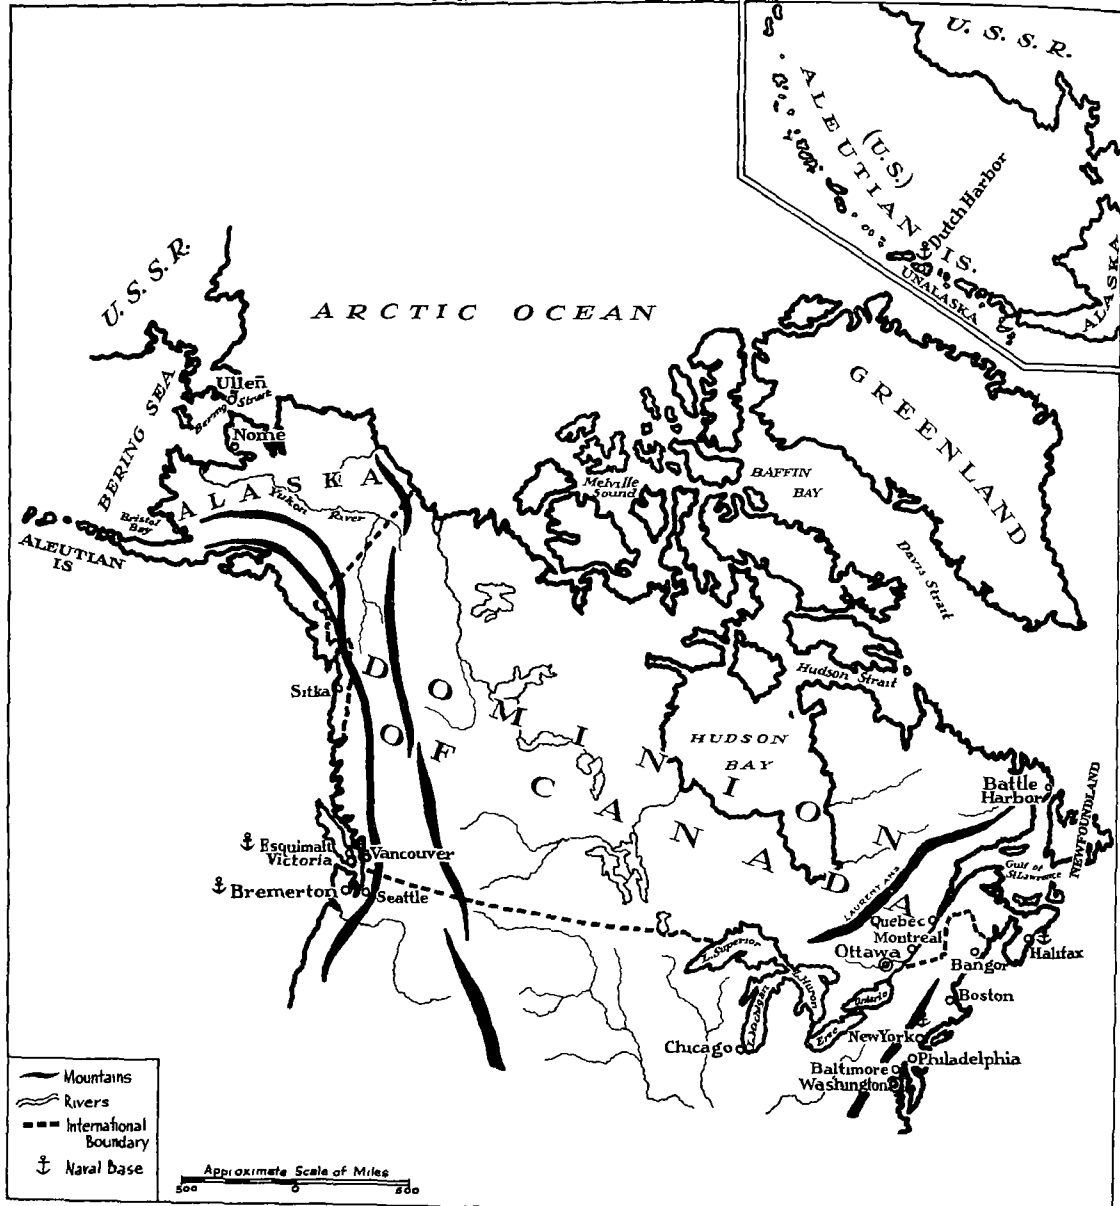 U. S. S. R.
ALEUTIAN IS.
(U.S.)
Dutch Harbor
UNALASKA
ALASKA
U. S. S. R.
ARCTIC OCEAN
GREENLAND
BERING SEA
Ullen
Bering Strait
Nome
ALASKA
Yukon River
Bristol
Bay
ALEUTIAN
IS
Melville
Sound
BAFFIN
BAY
Davis Strait
Hudson Strait
HUDSON
BAY
DOMINION
OF CANADA
Sitka
Battle
Harbor
NEWFOUNDLAND
Gulf of
St. Lawrence
LAURENTIANS
Esquimalt
Victoria
Vancouver
Bremerton
Seattle
Quebec
Montreal
Ottawa
Halifax
Bangor
Boston
L. Superior
L. Michigan
L. Huron
Ontario
Erie
Chicago
New York
Philadelphia
Baltimore
Washington
Mountains
Rivers
International
Boundary
Naval Base
Approximate Scale of Miles
500 0 500